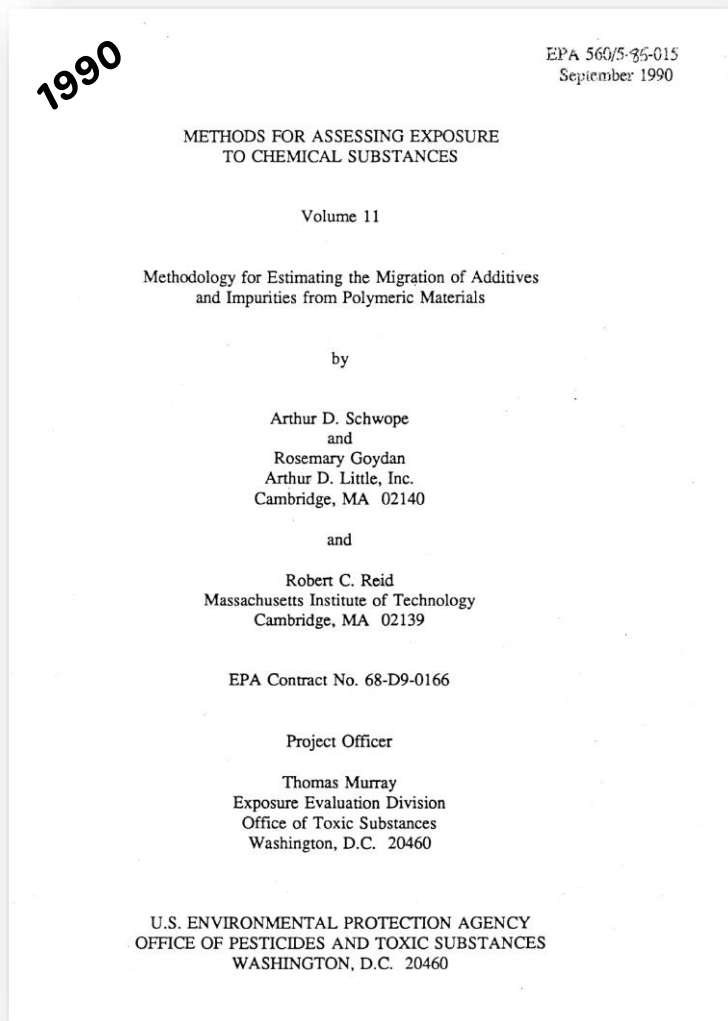 1990
EPA 560/5-85-015
September 1990
METHODS FOR ASSESSING EXPOSURE
TO CHEMICAL SUBSTANCES
Volume 11
Methodology for Estimating the Migration of Additives
and Impurities from Polymeric Materials
by
Arthur D. Schwope
and
Rosemary Goydan
Arthur D. Little, Inc.
Cambridge, MA 02140
and
Robert C. Reid
Massachusetts Institute of Technology
Cambridge, MA 02139
EPA Contract No. 68-D9-0166
Project Officer
Thomas Murray
Exposure Evaluation Division
Office of Toxic Substances
Washington, D.C. 20460
U.S. ENVIRONMENTAL PROTECTION AGENCY
OFFICE OF PESTICIDES AND TOXIC SUBSTANCES
WASHINGTON, D.C. 20460